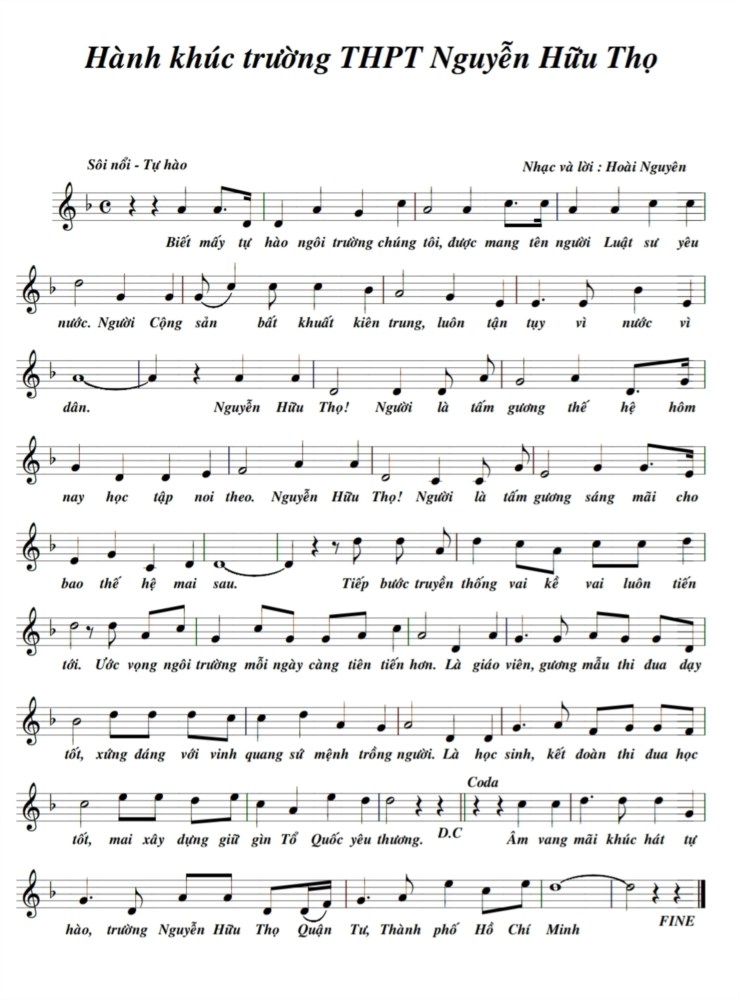 Hành khúc trường THPT Nguyễn Hữu Thọ
Sôi nổi - Tự hào
Nhạc và lời : Hoài Nguyên
Biết mấy tự hào ngôi trường chúng tôi, được mang tên người Luật sư yêu
nước. Người Cộng sản bất khuất kiên trung, luôn tận tụy vì nước vì
dân. Nguyễn Hữu Thọ! Người là tấm gương thế hệ hôm
nay học tập noi theo. Nguyễn Hữu Thọ! Người là tấm gương sáng mãi cho
bao thế hệ mai sau. Tiếp bước truyền thống vai kề vai luôn tiến
tới. Ước vọng ngôi trường mỗi ngày càng tiên tiến hơn. Là giáo viên, gương mẫu thi đua dạy
tốt, xứng đáng với vinh quang sứ mệnh trồng người. Là học sinh, kết đoàn thi đua học
Coda
tốt, mai xây dựng giữ gìn Tổ Quốc yêu thương. D.C Âm vang mãi khúc hát tự
hào, trường Nguyễn Hữu Thọ Quận Tư, Thành phố Hồ Chí Minh
FINE